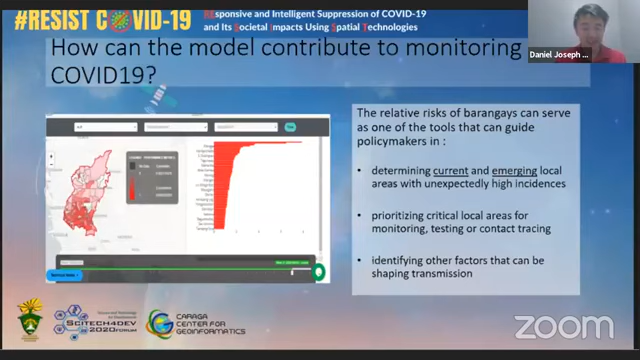 #RESIST COVID-19
REsponsive and Intelligent Suppression of COVID-19
and Its Societal Impacts Using Spatial Technologies
How can the model contribute to monitoring
COVID19?
Daniel Joseph ...
The relative risks of barangays can serve
as one of the tools that can guide
policymakers in :
• determining current and emerging local
areas with unexpectedly high incidences
• prioritizing critical local areas for
monitoring, testing or contact tracing
• identifying other factors that can be
shaping transmission
SCITECH4DEV
2020 FORUM
CARAGA
CENTER FOR
GEOINFORMATICS
zoom